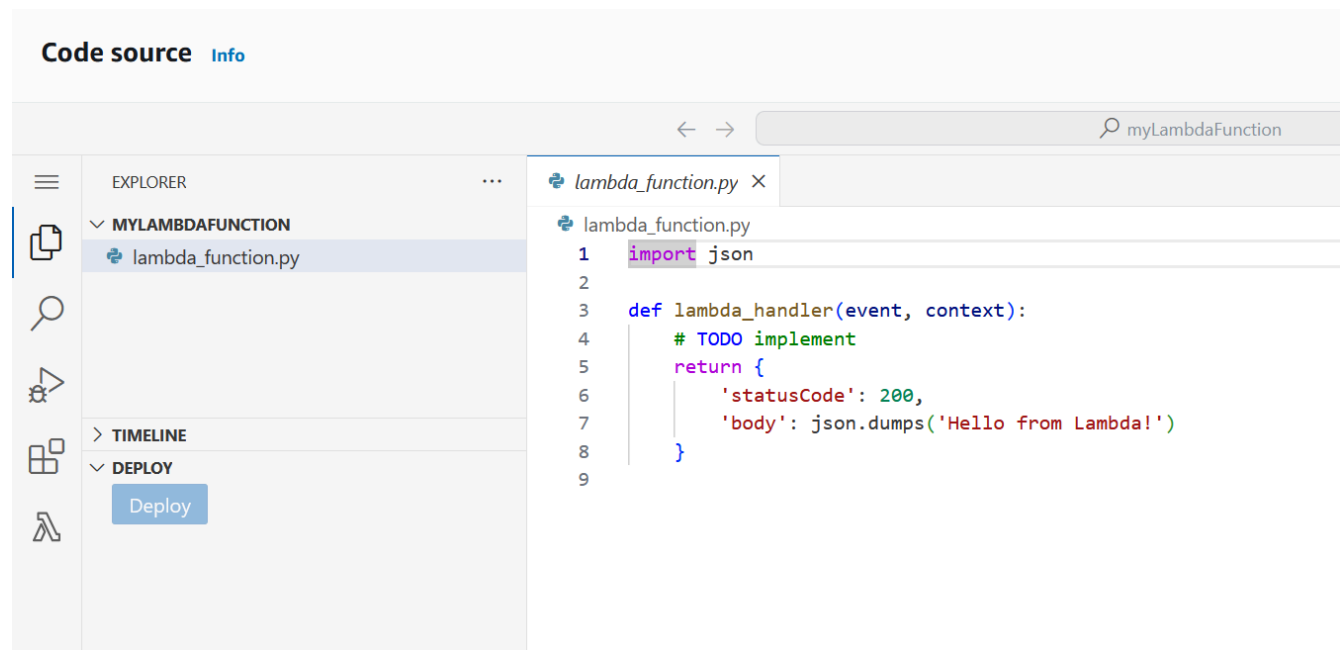 Code source Info
myLambdaFunction
EXPLORER
MYLAMBDAFUNCTION
lambda_function.py
TIMELINE
DEPLOY
Deploy
lambda_function.py
lambda_function.py
1 import json
2
3 def lambda_handler(event, context):
4     # TODO implement
5     return {
6         'statusCode': 200,
7         'body': json.dumps('Hello from Lambda!')
8     }
9